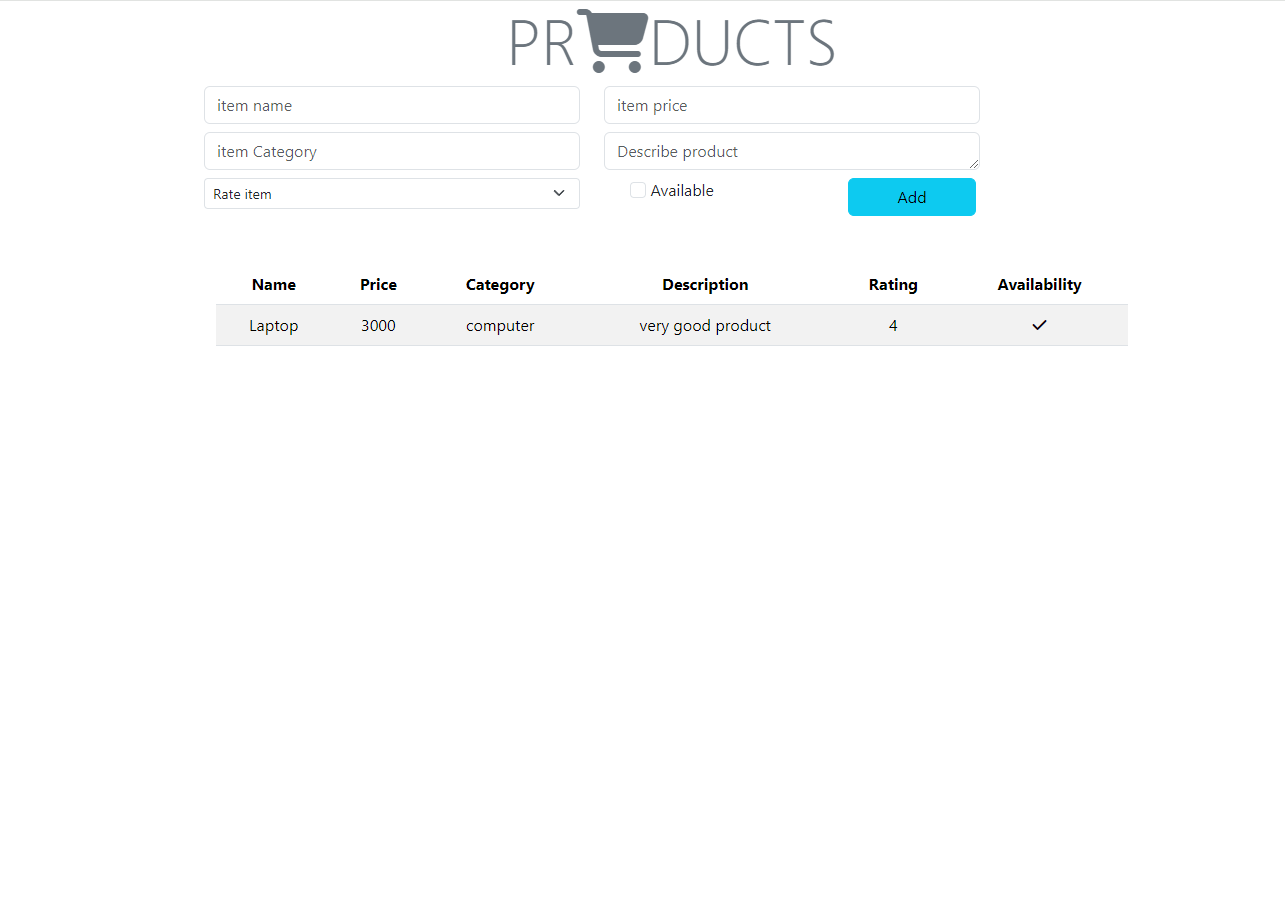 PR DUCTS
item name item price
item Category Describe product
Rate item Available Add
Name Price Category Description Rating Availability
Laptop 3000 computer very good product 4 ✓